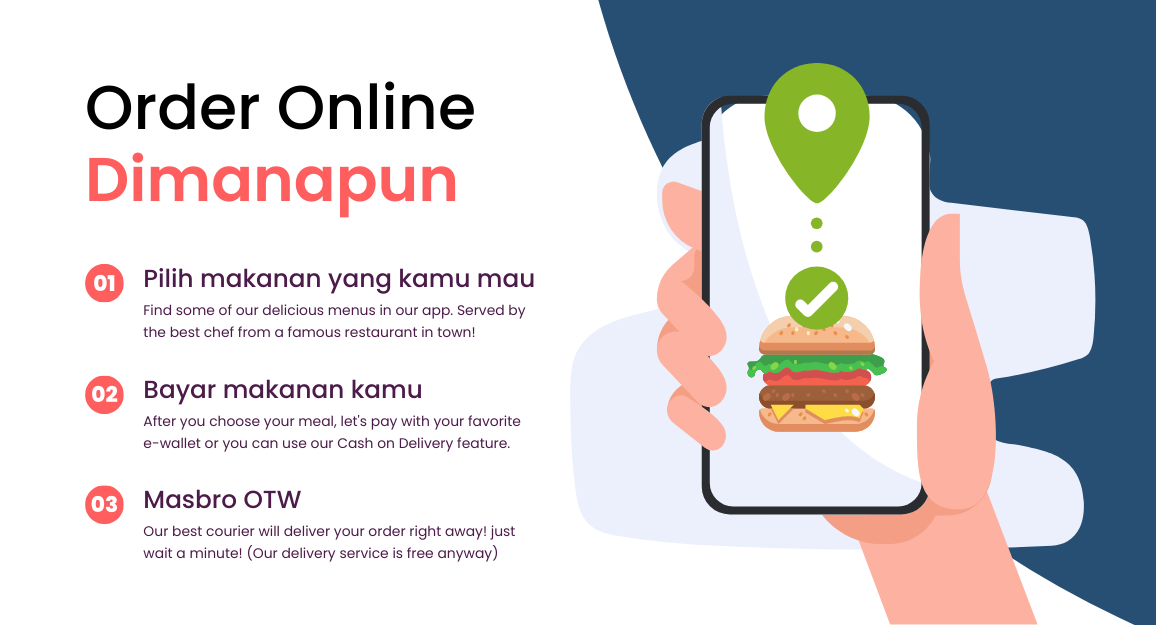 Order Online
Dimanapun
01
Pilih makanan yang kamu mau
Find some of our delicious menus in our app. Served by
the best chef from a famous restaurant in town!
02
Bayar makanan kamu
After you choose your meal, let's pay with your favorite
e-wallet or you can use our Cash on Delivery feature.
03
Masbro OTW
Our best courier will deliver your order right away! just
wait a minute! (Our delivery service is free anyway)